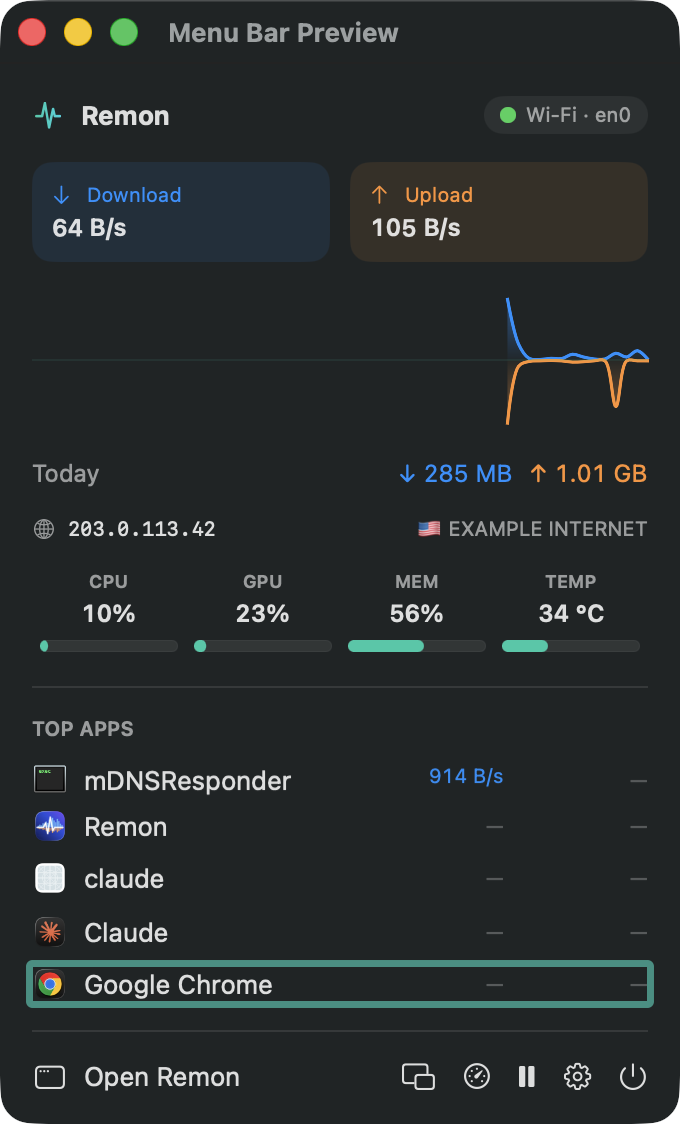 Menu Bar Preview
Remon
Wi-Fi · en0
↓ Download
64 B/s
↑ Upload
105 B/s
Today ↓ 285 MB ↑ 1.01 GB
203.0.113.42 🇺🇸 EXAMPLE INTERNET
CPU GPU MEM TEMP
10% 23% 56% 34 °C
TOP APPS
mDNSResponder 914 B/s —
Remon — —
claude — —
Claude — —
Google Chrome — —
Open Remon